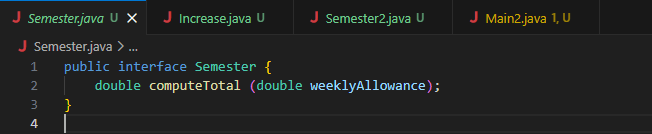 J Semester.java U × J Increase.java U J Semester2.java U J Main2.java 1, U
J Semester.java > ...
1 public interface Semester {
2     double computeTotal (double weeklyAllowance);
3 }
4